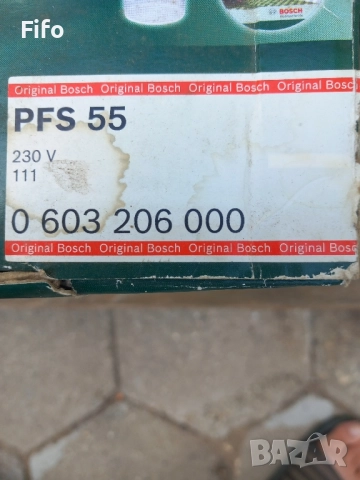 Fifo
BOSCH
Original Bosch Original Bosch Original Bosch Original Bosch
PFS 55
230 V
111
0 603 206 000
Original Bosch Original Bosch Original Bosch Original Bosch
BAZAR